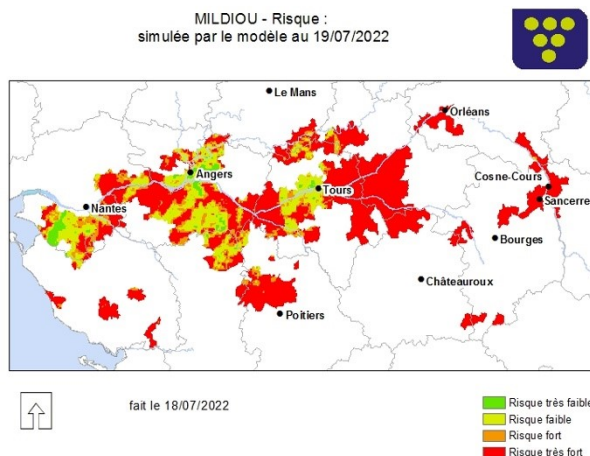 MILDIOU - Risque :
simulée par le modèle au 19/07/2022
Le Mans
Orléans
Angers
Cosne-Cours
Tours
Sancerre
Nantes
Bourges
Châteauroux
Poitiers
fait le 18/07/2022
Risque très faible
Risque faible
Risque fort
Risque très fort